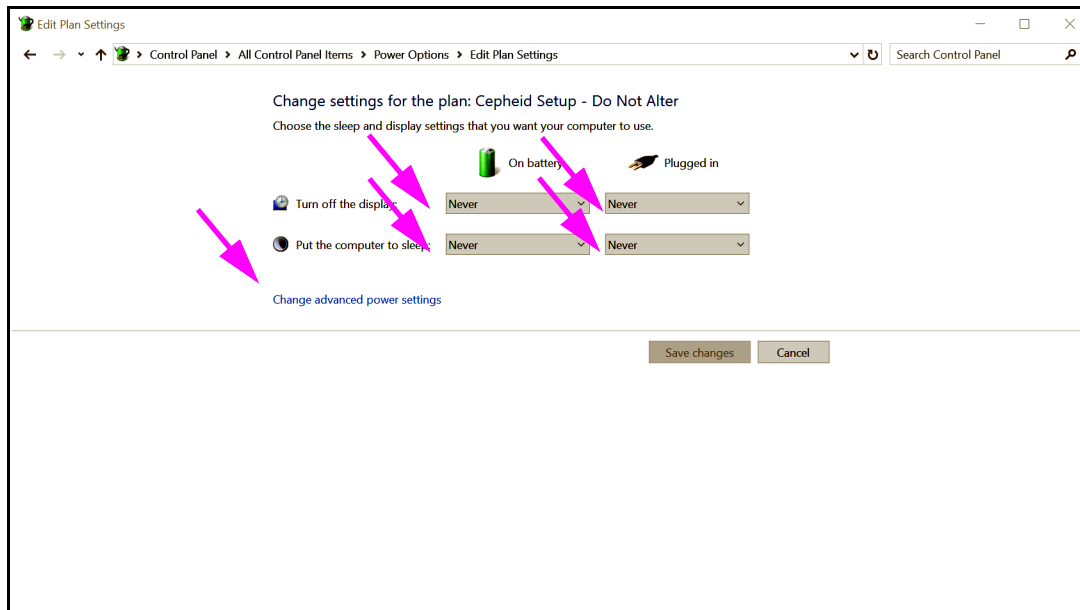 Edit Plan Settings
Control Panel > All Control Panel Items > Power Options > Edit Plan Settings
Search Control Panel
Change settings for the plan: Cepheid Setup - Do Not Alter
Choose the sleep and display settings that you want your computer to use.
On battery Plugged in
Turn off the display: Never Never
Put the computer to sleep: Never Never
Change advanced power settings
Save changes Cancel